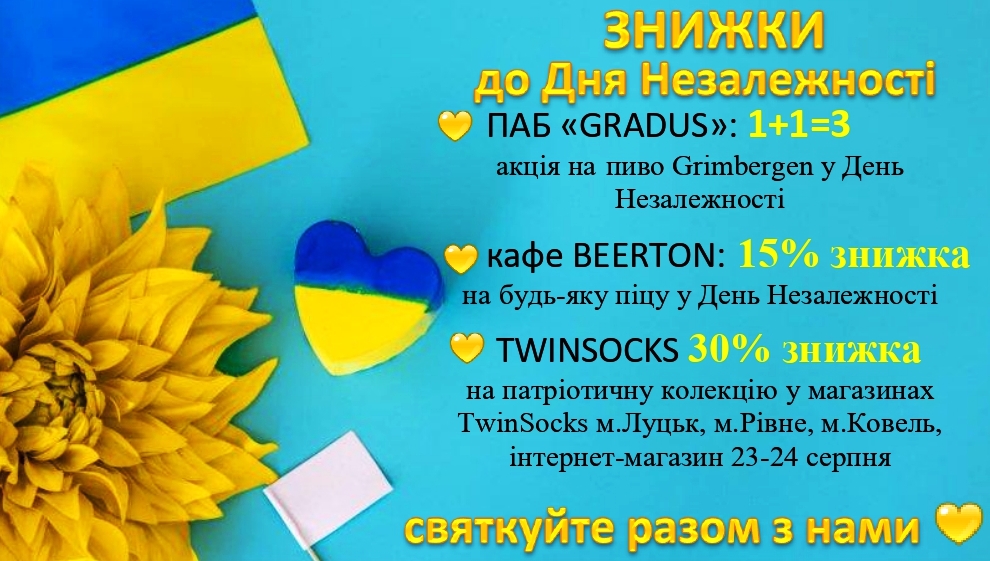 ЗНИЖКИ
до Дня Незалежності
ПАБ «GRADUS»: 1+1=3
акція на пиво Grimbergen у День
Незалежності
кафе BEERTON: 15% знижка
на будь-яку піцу у День Незалежності
TWINSOCKS 30% знижка
на патріотичну колекцію у магазинах
TwinSocks м.Луцьк, м.Рівне, м.Ковель,
інтернет-магазин 23-24 серпня
святкуйте разом з нами